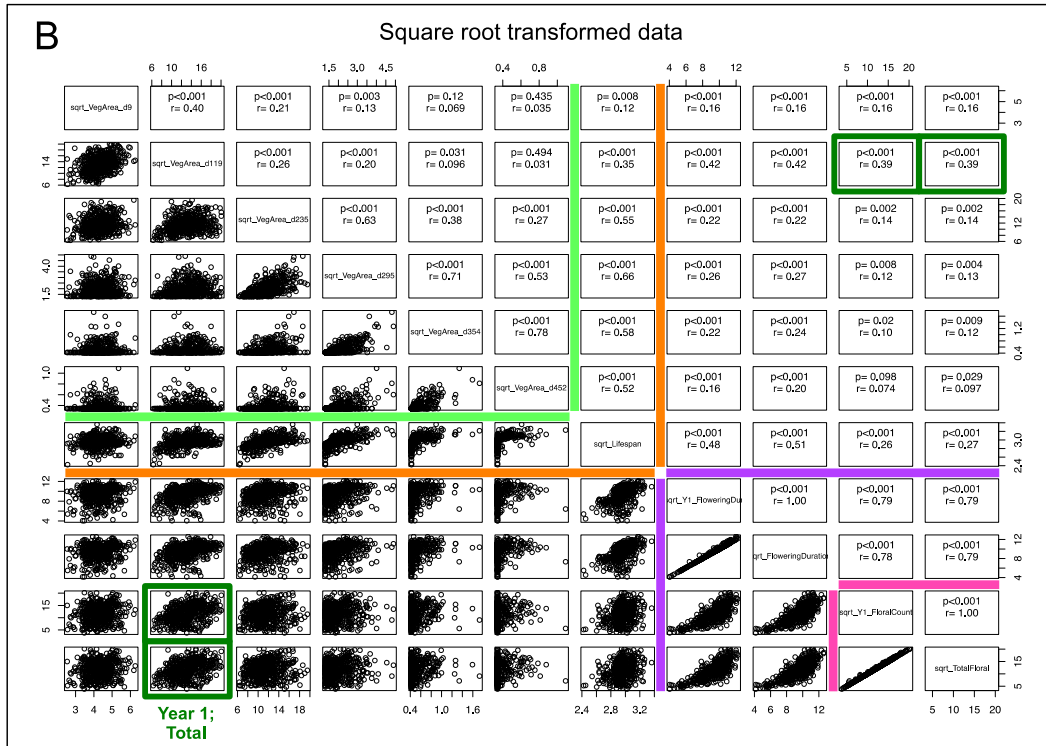 B
Square root transformed data
6 10 16
1.5 3.0 4.5
0.4 0.8
4 8 12
5 10 20
sqrt_VegArea_d9
p<0.001
r= 0.40
p<0.001
r= 0.21
p= 0.003
r= 0.13
p= 0.12
r= 0.069
p= 0.435
r= 0.035
p= 0.008
r= 0.12
p<0.001
r= 0.16
p<0.001
r= 0.16
p<0.001
r= 0.16
p<0.001
r= 0.16
3 5
6 10 14
sqrt_VegArea_d119
p<0.001
r= 0.26
p<0.001
r= 0.20
p= 0.031
r= 0.096
p= 0.494
r= 0.031
p<0.001
r= 0.35
p<0.001
r= 0.42
p<0.001
r= 0.42
p<0.001
r= 0.39
p<0.001
r= 0.39
sqrt_VegArea_d235
p<0.001
r= 0.63
p<0.001
r= 0.38
p<0.001
r= 0.27
p<0.001
r= 0.55
p<0.001
r= 0.22
p<0.001
r= 0.22
p= 0.002
r= 0.14
p= 0.002
r= 0.14
6 12 20
1.5 4.0
sqrt_VegArea_d295
p<0.001
r= 0.71
p<0.001
r= 0.53
p<0.001
r= 0.66
p<0.001
r= 0.26
p<0.001
r= 0.27
p= 0.008
r= 0.12
p= 0.004
r= 0.13
sqrt_VegArea_d354
p<0.001
r= 0.78
p<0.001
r= 0.58
p<0.001
r= 0.22
p<0.001
r= 0.24
p= 0.02
r= 0.10
p= 0.009
r= 0.12
0.4 1.2
0.4 1.0
sqrt_VegArea_d452
p<0.001
r= 0.52
p<0.001
r= 0.16
p<0.001
r= 0.20
p= 0.098
r= 0.074
p= 0.029
r= 0.097
sqrt_Lifespan
p<0.001
r= 0.48
p<0.001
r= 0.51
p<0.001
r= 0.26
p<0.001
r= 0.27
2.4 3.0
4 8 12
qrt_Y1_FloweringDu
p<0.001
r= 1.00
p<0.001
r= 0.79
p<0.001
r= 0.79
qrt_FloweringDuration
p<0.001
r= 0.78
p<0.001
r= 0.79
4 8 12
5 15
sqrt_Y1_FloralCount
p<0.001
r= 1.00
sqrt_TotalFloral
5 15
3 4 5 6
6 10 14 18
0.4 0.8 1.2 1.6
2.4 2.8 3.2
4 6 8 12
5 10 15 20
Year 1;
Total